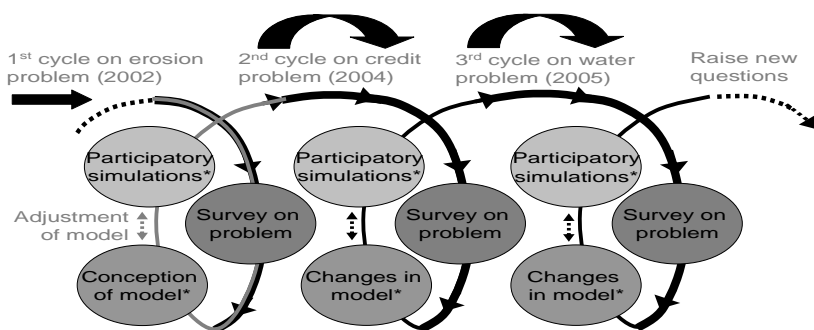 1st cycle on erosion
problem (2002)
2nd cycle on credit
problem (2004)
3rd cycle on water
problem (2005)
Raise new
questions
Participatory
simulations*
Survey on
problem
Adjustment
of model
Conception
of model*
Participatory
simulations*
Survey on
problem
Changes in
model*
Participatory
simulations*
Survey on
problem
Changes
in model*